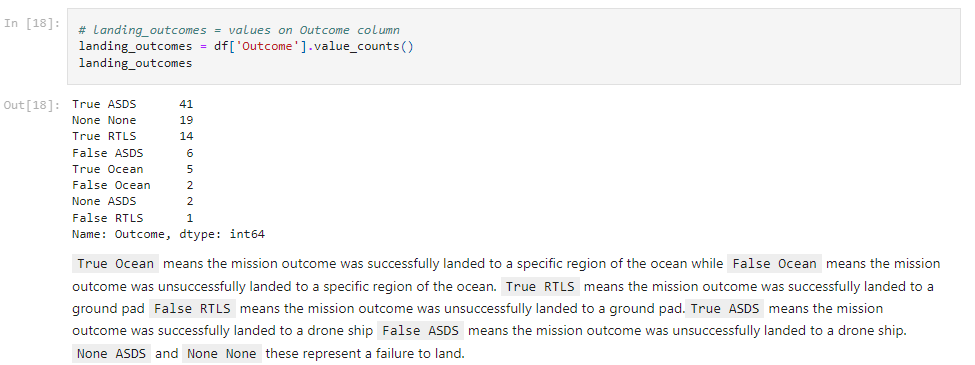 In [18]:
# landing_outcomes = values on Outcome column
landing_outcomes = df['Outcome'].value_counts()
landing_outcomes
Out[18]:
True ASDS 41
None None 19
True RTLS 14
False ASDS 6
True Ocean 5
False Ocean 2
None ASDS 2
False RTLS 1
Name: Outcome, dtype: int64
True Ocean means the mission outcome was successfully landed to a specific region of the ocean while False Ocean means the mission
outcome was unsuccessfully landed to a specific region of the ocean. True RTLS means the mission outcome was successfully landed to a
ground pad False RTLS means the mission outcome was unsuccessfully landed to a ground pad. True ASDS means the mission
outcome was successfully landed to a drone ship False ASDS means the mission outcome was unsuccessfully landed to a drone ship.
None ASDS and None None these represent a failure to land.